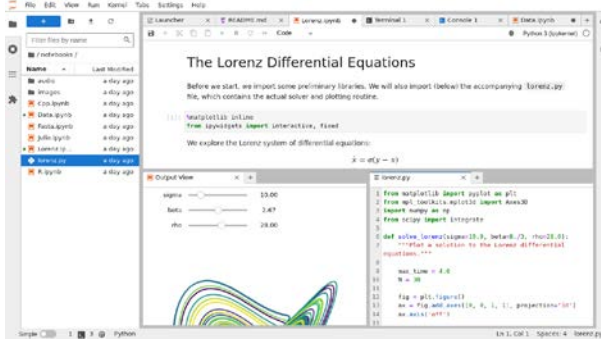 File Edit View Run Kernel Tabs Settings Help
Filter files by name
/ notebooks /
Name Last Modified
audio a day ago
images a day ago
Cpp.ipynb a day ago
Data.ipynb a day ago
Fasta.ipynb a day ago
Julia.ipynb a day ago
Lorenz.ip... a day ago
lorenz.py a day ago
R.ipynb a day ago
Simple 1 8 Python
Launcher README.md Lorenz.ipynb Terminal 1 Console 1 Data.ipynb
Code Python 3 (ipykernel)
The Lorenz Differential Equations
Before we start, we import some preliminary libraries. We will also import (below) the accompanying lorenz.py
file, which contains the actual solver and plotting routine.
%matplotlib inline
from ipywidgets import interactive, fixed
We explore the Lorenz system of differential equations:
ẋ = σ(y − x)
Output View
sigma 10.00
beta 2.67
rho 28.00
lorenz.py
1 from matplotlib import pyplot as plt
2 from mpl_toolkits.mplot3d import Axes3D
3 import numpy as np
4 from scipy import integrate
5
6 def solve_lorenz(sigma=10.0, beta=8./3, rho=28.0):
7 """Plot a solution to the Lorenz differential
equations."""
8
9 max_time = 4.0
10 N = 30
11
12 fig = plt.figure()
13 ax = fig.add_axes([0, 0, 1, 1], projection='3d')
14 ax.axis('off')
Ln 1, Col 1 Spaces: 4 lorenz.py